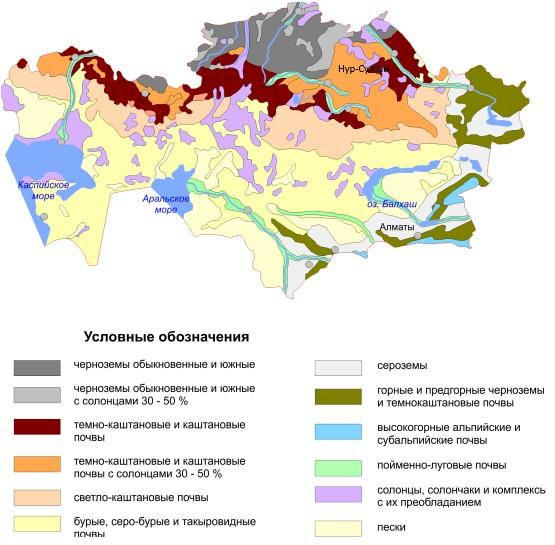 Нур-Су
Каспийское
море
Аральское
море
оз. Балхаш
Алматы
Условные обозначения
черноземы обыкновенные и южные
черноземы обыкновенные и южные
с солонцами 30 - 50 %
темно-каштановые и каштановые
почвы
темно-каштановые и каштановые
почвы с солонцами 30 - 50 %
светло-каштановые почвы
бурые, серо-бурые и такыровидные
почвы
сероземы
горные и предгорные черноземы
и темнокаштановые почвы
высокогорные альпийские и
субальпийские почвы
пойменно-луговые почвы
солонцы, солончаки и комплексы
с их преобладанием
пески